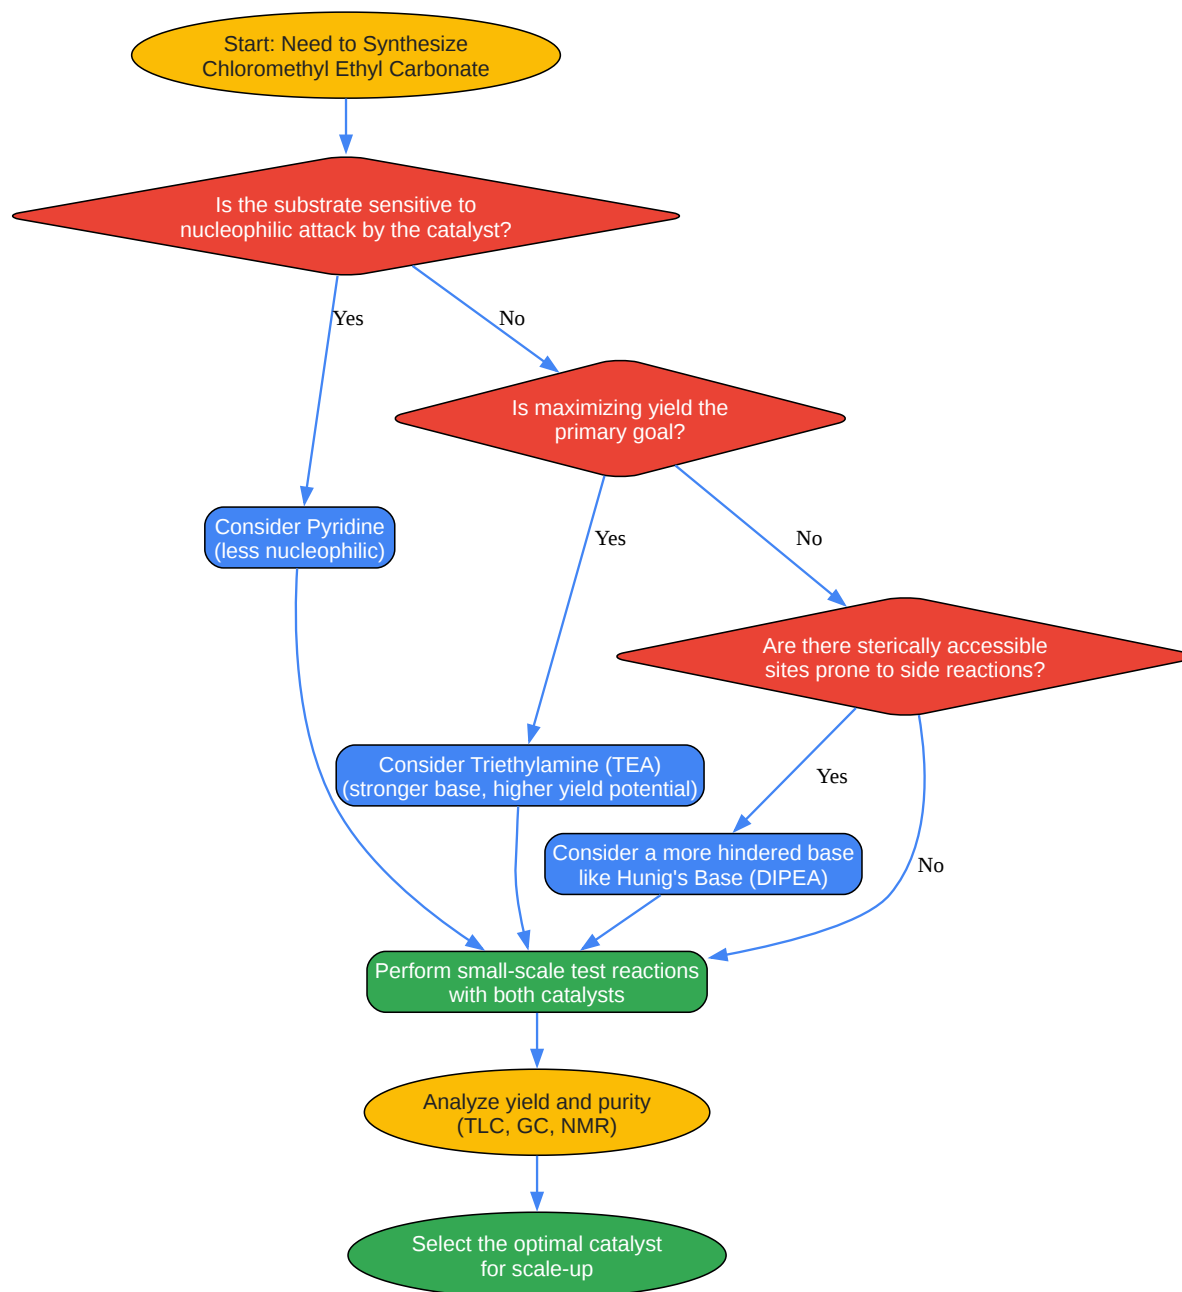 Start: Need to Synthesize
Chloromethyl Ethyl Carbonate
Is the substrate sensitive to
nucleophilic attack by the catalyst?
Yes
No
Is maximizing yield the
primary goal?
Consider Pyridine
(less nucleophilic)
Yes
No
Are there sterically accessible
sites prone to side reactions?
Consider Triethylamine (TEA)
(stronger base, higher yield potential)
Yes
Consider a more hindered base
like Hunig's Base (DIPEA)
No
Perform small-scale test reactions
with both catalysts
Analyze yield and purity
(TLC, GC, NMR)
Select the optimal catalyst
for scale-up